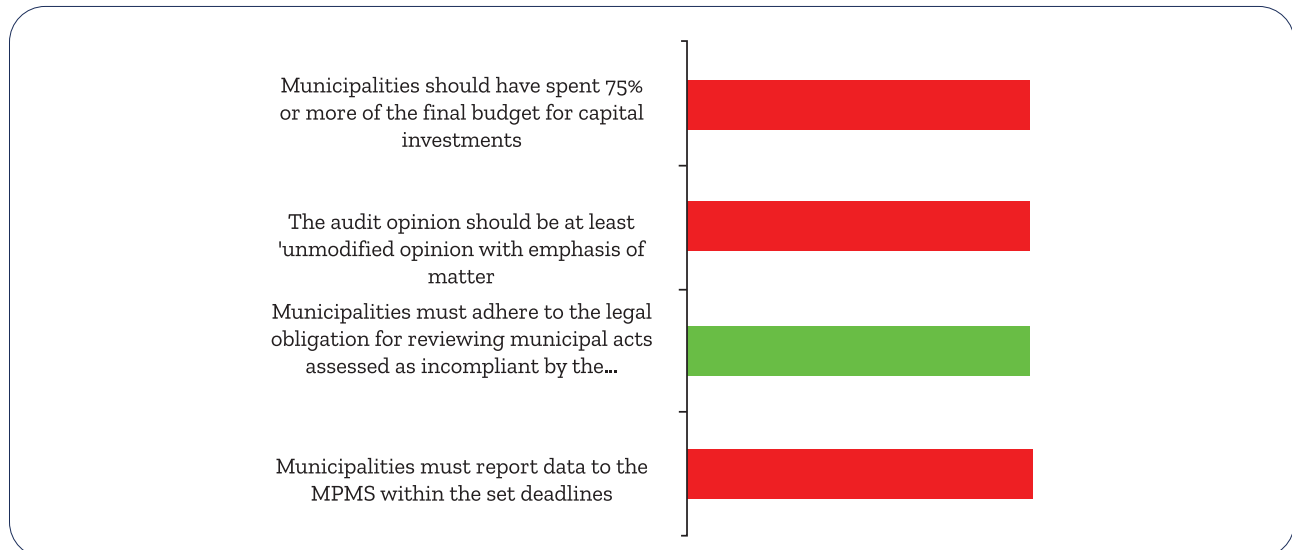 Municipalities should have spent 75%
or more of the final budget for capital
investments
The audit opinion should be at least
'unmodified opinion with emphasis of
matter
Municipalities must adhere to the legal
obligation for reviewing municipal acts
assessed as incompliant by the...
Municipalities must report data to the
MPMS within the set deadlines